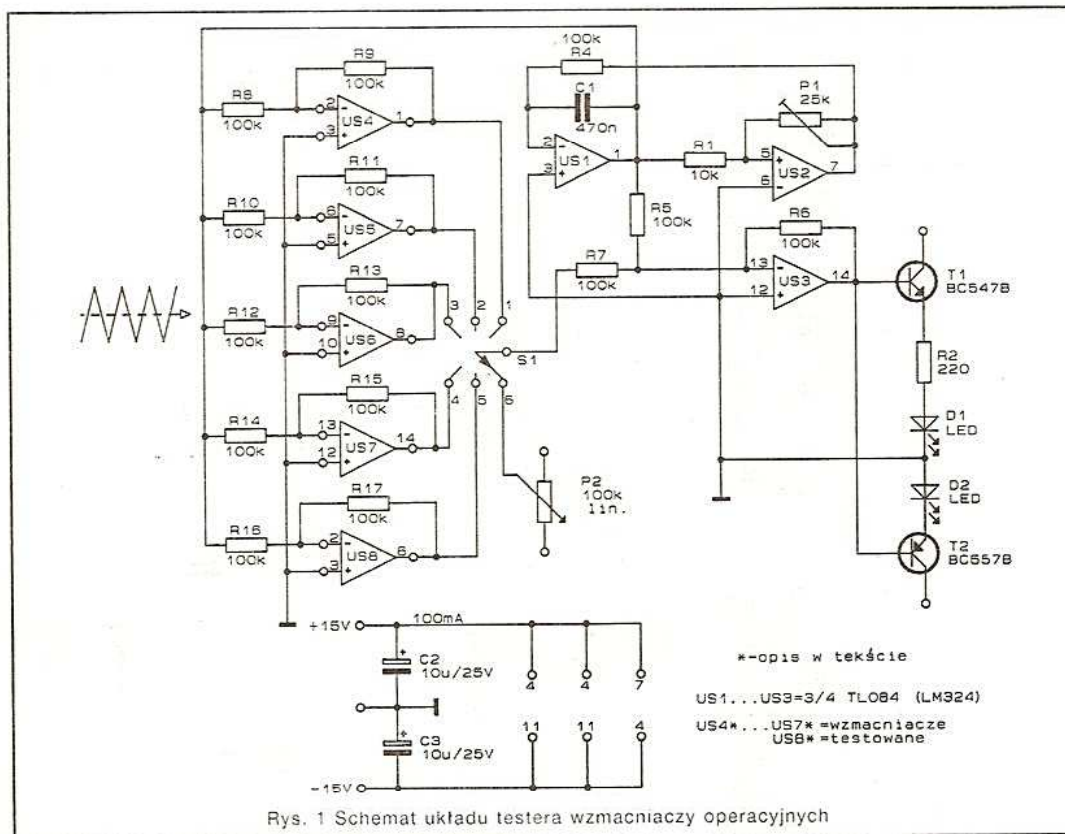 100k
R4
C1
470n
R9
100k
R8
100k
2
3
US4
1
R11
100k
R10
100k
6
5
US5
7
R13
100k
R12
100k
9
10
US6
8
R15
100k
R14
100k
13
12
US7
14
R17
100k
R16
100k
2
3
US8
6
3
2
1
S1
4
5
6
P2
100k
lin.
2
3
US1
1
R1
10k
P1
25k
5
6
US2
7
R5
100k
R7
100k
R6
100k
13
12
US3
14
T1
BC547B
R2
220
D1
LED
D2
LED
T2
BC557B
+15V
100mA
C2
10u/25V
C3
10u/25V
-15V
4
4
7
11
11
4
*-opis w tekście
US1...US3=3/4 TL084 (LM324)
US4*...US7*=wzmacniacze
US8*=testowane
Rys. 1 Schemat układu testera wzmacniaczy operacyjnych